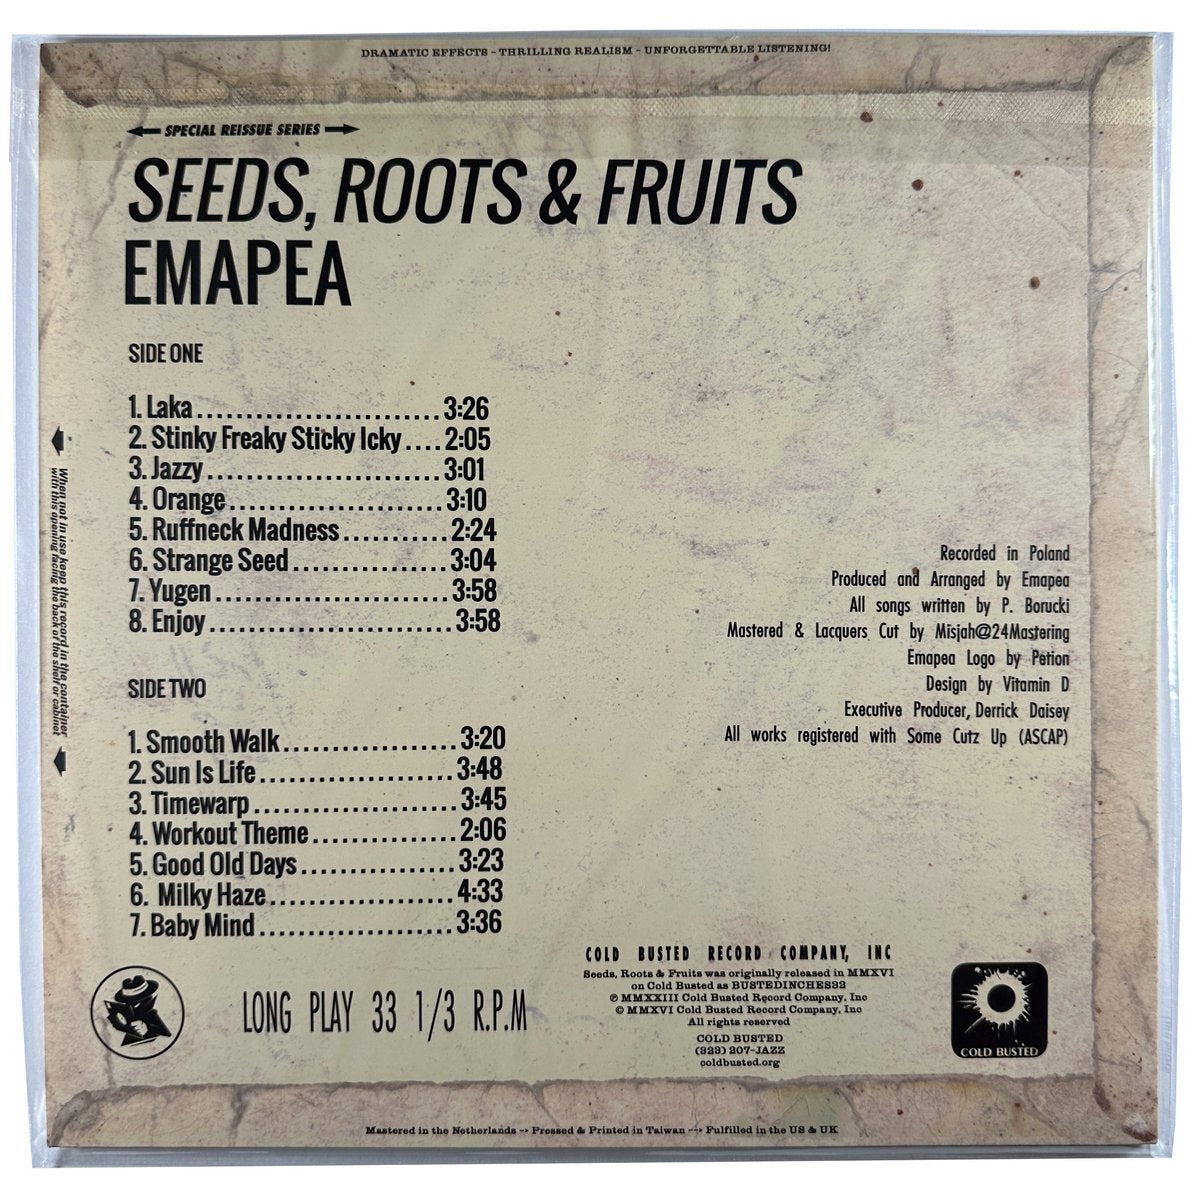 DRAMATIC EFFECTS - THRILLING REALISM - UNFORGETTABLE LISTENING!
SPECIAL REISSUE SERIES
SEEDS, ROOTS & FRUITS
EMAPEA
SIDE ONE
1. Laka........................3:26
2. Stinky Freaky Sticky Icky....2:05
3. Jazzy.......................3:01
4. Orange.....................3:10
5. Ruffneck Madness...........2:24
6. Strange Seed...............3:04
7. Yugen.......................3:58
8. Enjoy........................3:58
SIDE TWO
1. Smooth Walk.................3:20
2. Sun Is Life...................3:48
3. Timewarp....................3:45
4. Workout Theme..............2:06
5. Good Old Days...............3:23
6. Milky Haze..................4:33
7. Baby Mind...................3:36
When not in use keep this record in the container
with this opening facing the back of the shelf or cabinet
Recorded in Poland
Produced and Arranged by Emapea
All songs written by P. Borucki
Mastered & Lacquers Cut by Misjah@24Mastering
Emapea Logo by Petion
Design by Vitamin D
Executive Producer, Derrick Daisey
All works registered with Some Cutz Up (ASCAP)
LONG PLAY 33 1/3 R.P.M
COLD BUSTED RECORD COMPANY, INC
Seeds, Roots & Fruits was originally released in MMXVI
on Cold Busted as BUSTEDINCHES32
℗ MMXXIII Cold Busted Record Company, Inc
© MMXVI Cold Busted Record Company, Inc
All rights reserved
COLD BUSTED
(323) 207-JAZZ
coldbusted.org
COLD BUSTED
Mastered in the Netherlands --> Pressed & Printed in Taiwan --> Fulfilled in the US & UK